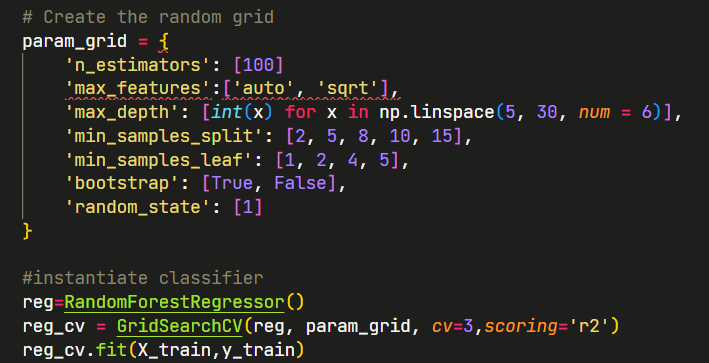 # Create the random grid
param_grid = {
    'n_estimators': [100]
    'max_features':['auto', 'sqrt'],
    'max_depth': [int(x) for x in np.linspace(5, 30, num = 6)],
    'min_samples_split': [2, 5, 8, 10, 15],
    'min_samples_leaf': [1, 2, 4, 5],
    'bootstrap': [True, False],
    'random_state': [1]
}
#instantiate classifier
reg=RandomForestRegressor()
reg_cv = GridSearchCV(reg, param_grid, cv=3,scoring='r2')
reg_cv.fit(X_train,y_train)